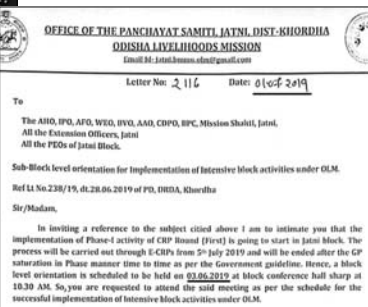 OFFICE OF THE PANCHAYAT SAMITI, JATNI, DIST-KHORDHA
ODISHA LIVELIHOODS MISSION
Letter No: 2116 Date: 01.07.2019
To
The AHO, IPO, AFO, WEO, BVO, AAO, CDPO, BPC, Mission Shakti, Jatni,
All the Extension Officers, Jatni
All the PEOs of Jatni Block.
Sub-Block level orientation for Implementation of Intensive block activities under OLM.
Ref Lt No.238/19, dt.28.06.2019 of PD, DRDA, Khordha
Sir/Madam,
In inviting a reference to the subject citied above I am to intimate you that the
implementation of Phase-I activity of CRP Round (First) is going to start in Jatni block. The
process will be carried out through E-CRPs from 5th July 2019 and will be ended after the GP
saturation in Phase manner time to time as per the Government guideline. Hence, a block
level orientation is scheduled to be held on 03.06.2019 at block conference hall sharp at
10.30 AM. So, you are requested to attend the said meeting as per the schedule for the
successful implementation of Intensive block activities under OLM.